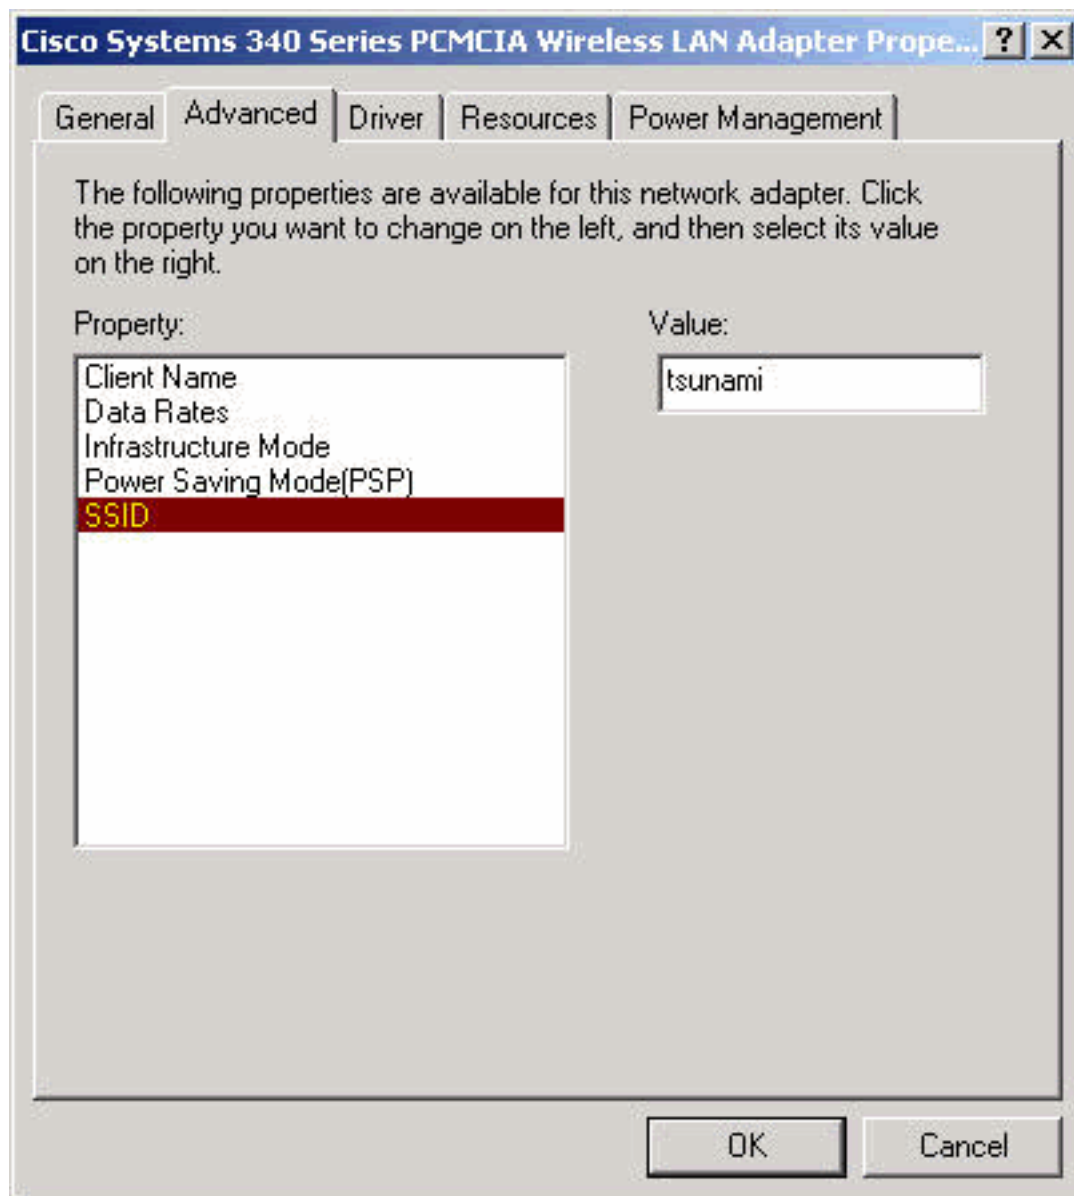 Cisco Systems 340 Series PCMCIA Wireless LAN Adapter Prope... ? X
General Advanced Driver Resources Power Management
The following properties are available for this network adapter. Click
the property you want to change on the left, and then select its value
on the right.
Property:
Client Name
Data Rates
Infrastructure Mode
Power Saving Mode(PSP)
SSID
Value:
tsunami
OK Cancel